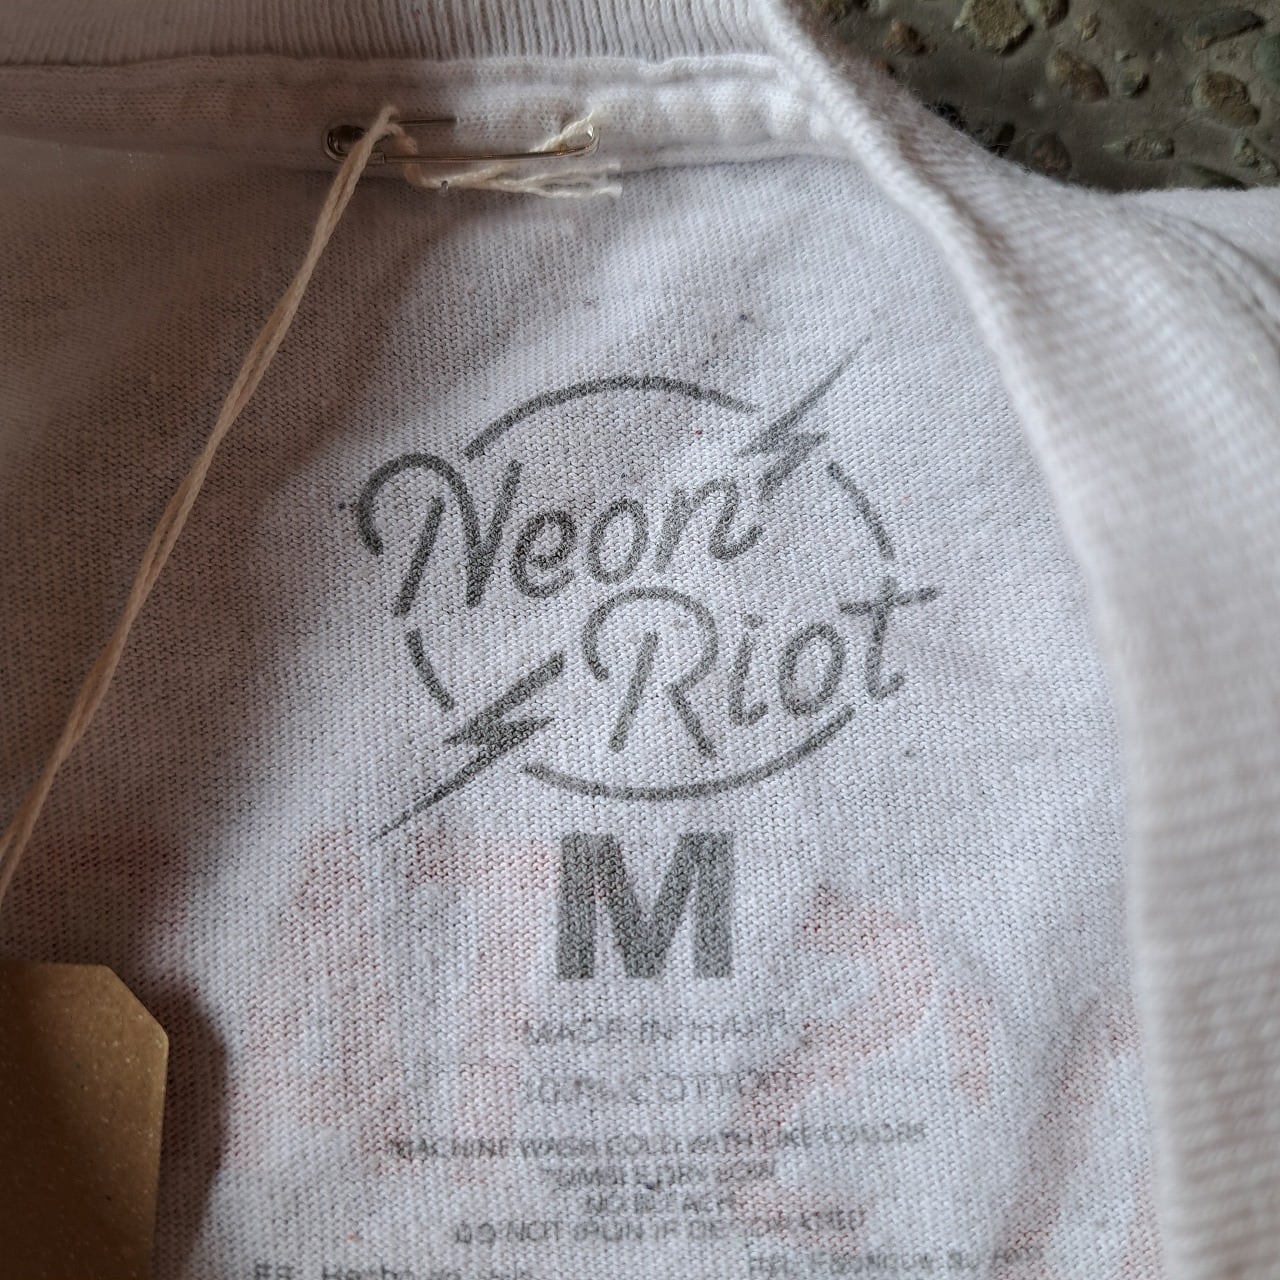 Neon
Riot
M
MADE IN HAITI
100% COTTON
MACHINE WASH COLD WITH LIKE COLORS
TUMBLE DRY LOW
NO BLEACH
DO NOT IRON IF DECORATED